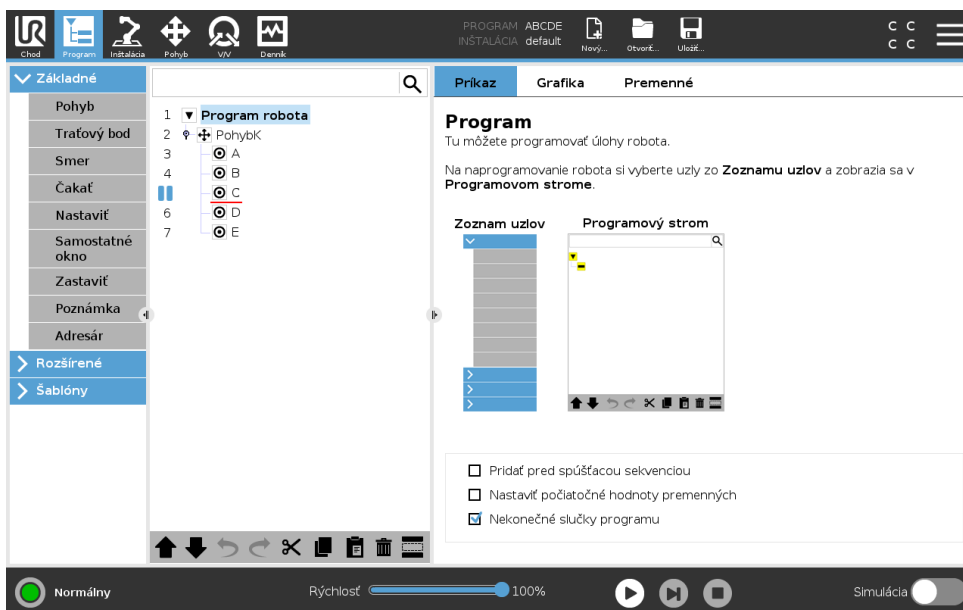 Chod
Program
Inštalácia
Pohyb
V/V
Denník
PROGRAM ABCDE
INŠTALÁCIA default
Nový...
Otvoriť...
Uložiť...
C C
C C
Základné
Pohyb
Traťový bod
Smer
Čakať
Nastaviť
Samostatné
okno
Zastaviť
Poznámka
Adresár
Rozšírené
Šablóny
1 Program robota
2 PohybK
3 A
4 B
C
6 D
7 E
Príkaz
Grafika
Premenné
Program
Tu môžete programovať úlohy robota.
Na naprogramovanie robota si vyberte uzly zo Zoznamu uzlov a zobrazia sa v
Programovom strome.
Zoznam uzlov
Programový strom
Pridať pred spúšťacou sekvenciou
Nastaviť počiatočné hodnoty premenných
Nekonečné slučky programu
Normálny
Rýchlosť
100%
Simulácia